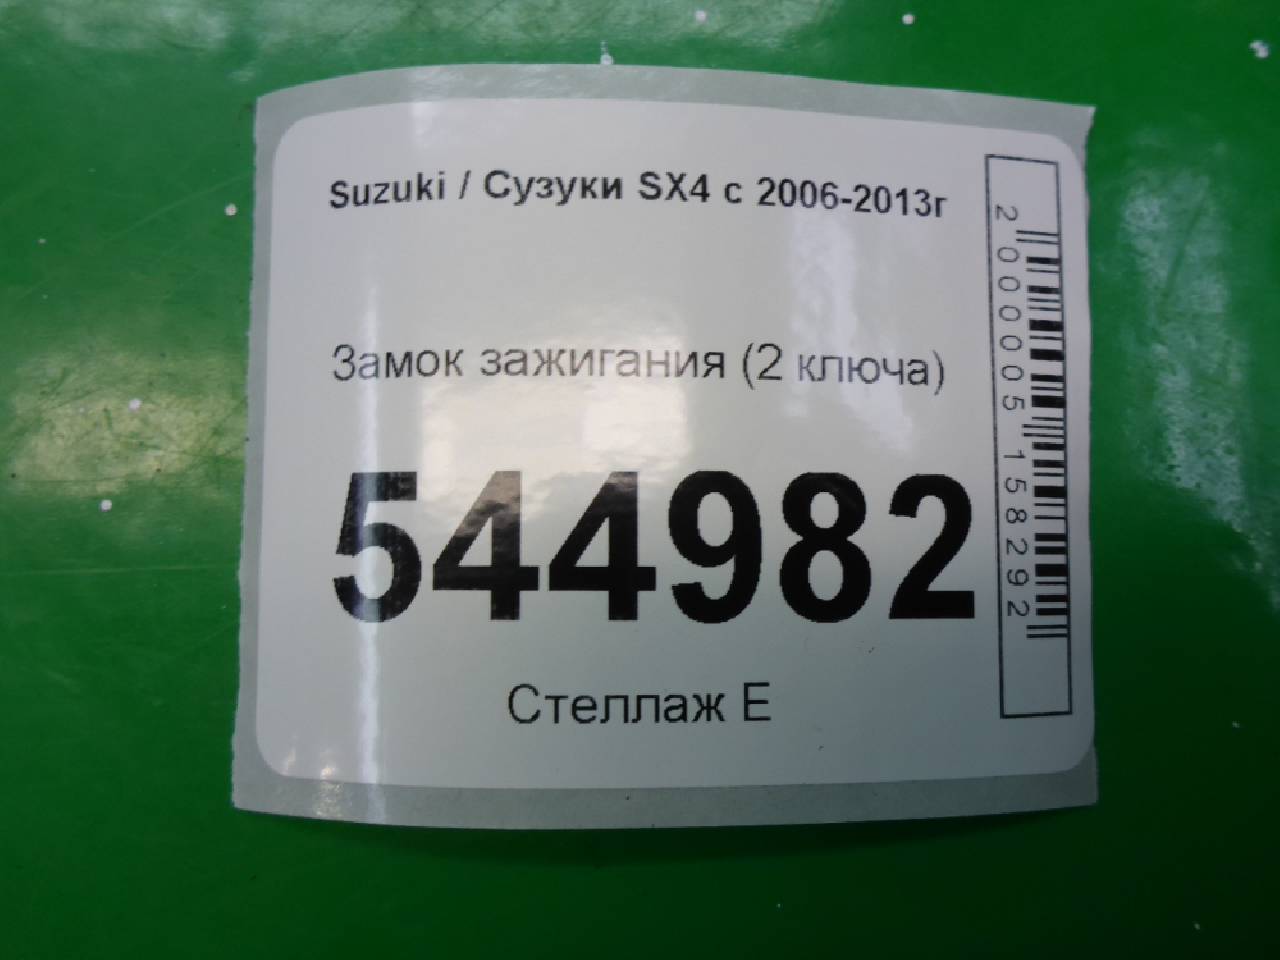 Suzuki / Сузуки SX4 с 2006-2013г
Замок зажигания (2 ключа)
544982
Стеллаж Е
2000005158292